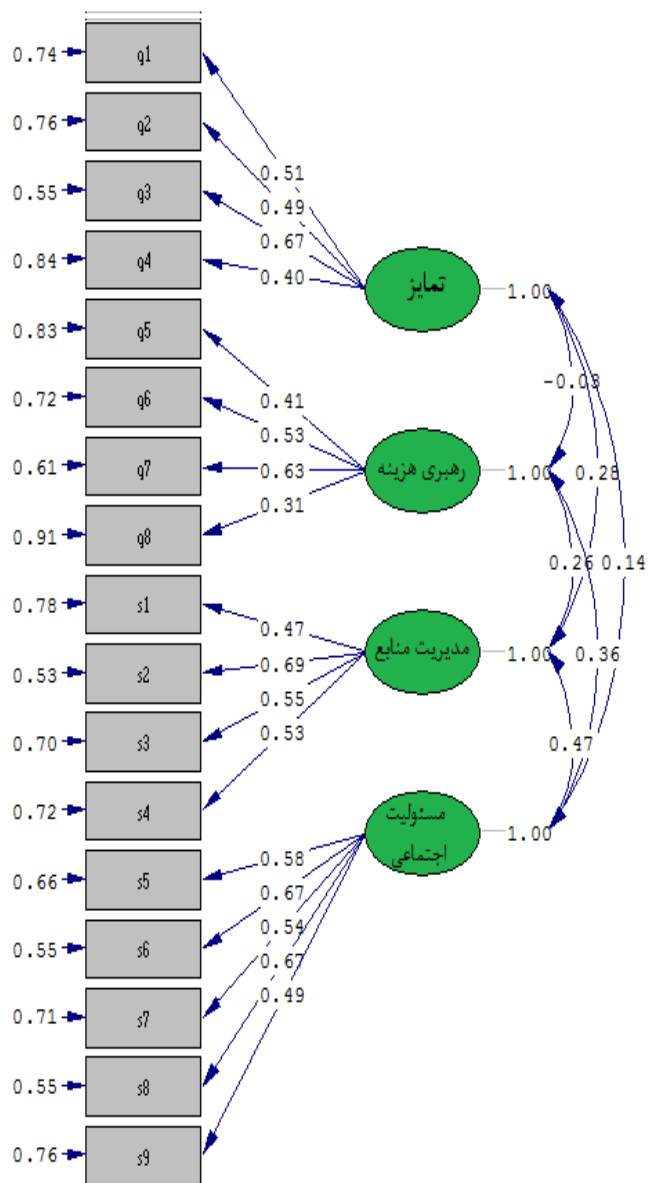 0.74 q1
0.76 q2
0.55 q3
0.84 q4
0.83 q5
0.72 q6
0.61 q7
0.91 q8
0.78 s1
0.53 s2
0.70 s3
0.72 s4
0.66 s5
0.55 s6
0.71 s7
0.55 s8
0.76 s9
0.51
0.49
0.67
0.40
0.41
0.53
0.63
0.31
0.47
0.69
0.55
0.53
0.58
0.67
0.54
0.67
0.49
تمایز
رهبری هزینه
مدیریت منابع
مسئولیت
اجتماعی
1.00
1.00
1.00
1.00
-0.03
0.28
0.26
0.14
0.36
0.47